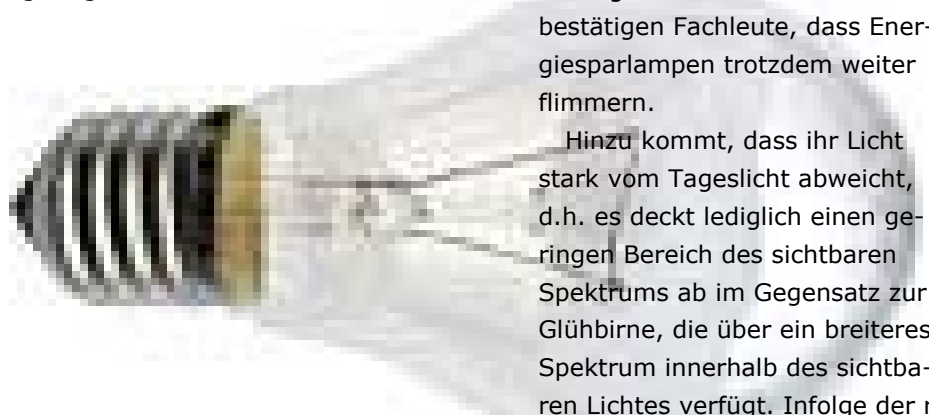 bestätigen Fachleute, dass Ener-
giesparlampen trotzdem weiter
flimmern.
Hinzu kommt, dass ihr Licht
stark vom Tageslicht abweicht,
d.h. es deckt lediglich einen ge-
ringen Bereich des sichtbaren
Spektrums ab im Gegensatz zur
Glühbirne, die über ein breiteres
Spektrum innerhalb des sichtba-
ren Lichtes verfügt. Infolge der